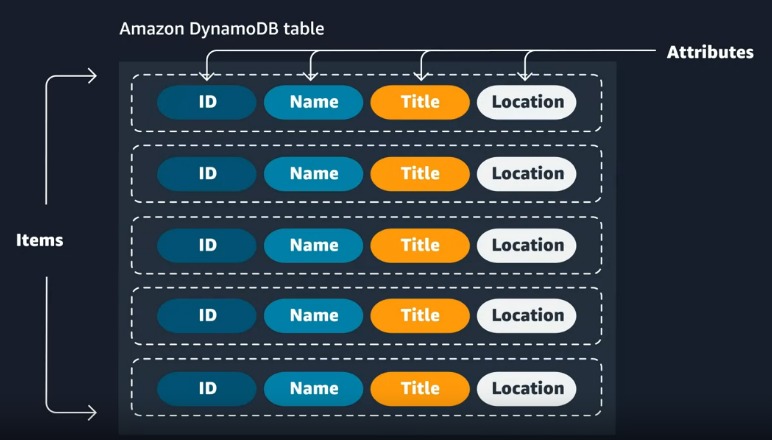 Amazon DynamoDB table
Attributes
ID Name Title Location
ID Name Title Location
Items
ID Name Title Location
ID Name Title Location
ID Name Title Location